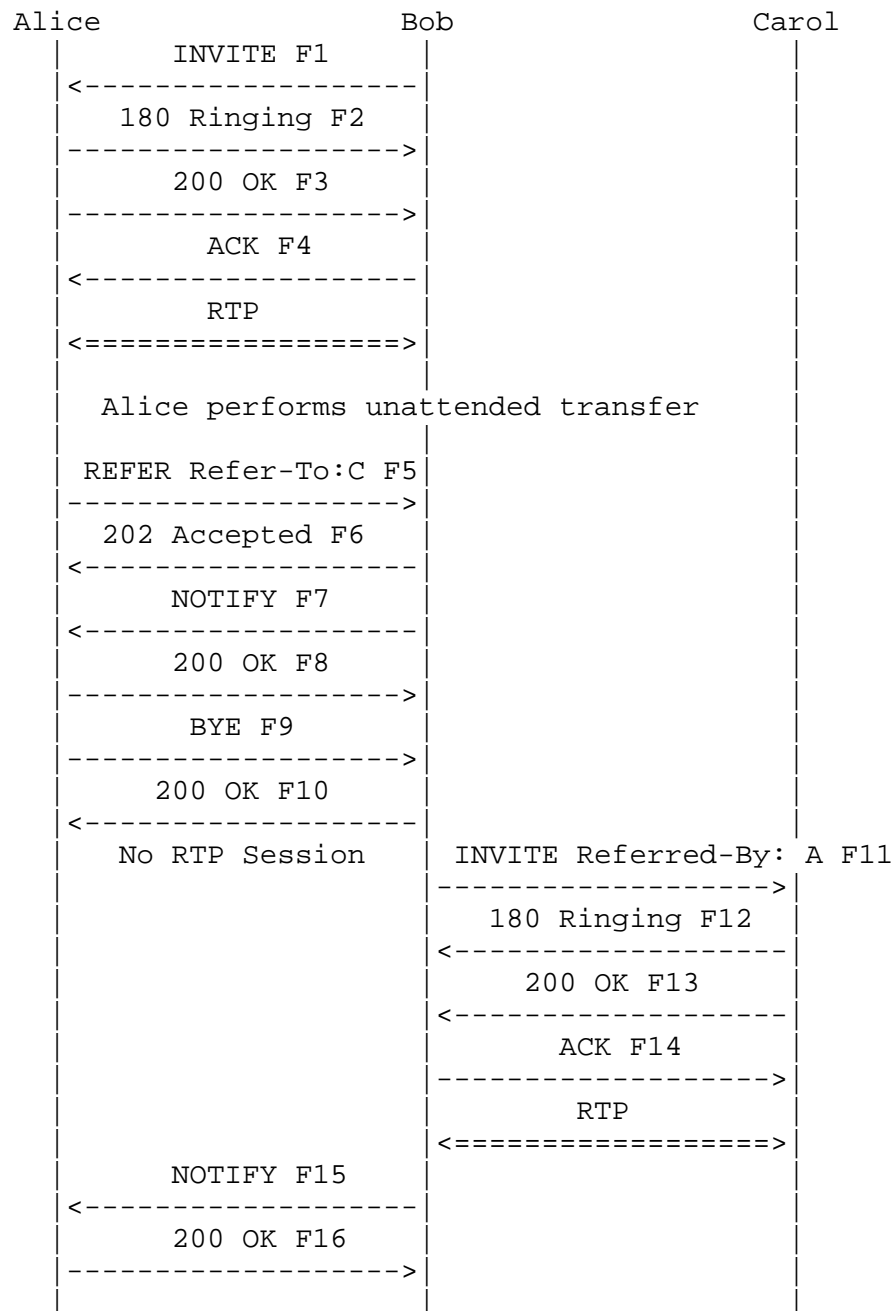 Alice Bob Carol
INVITE F1
180 Ringing F2
200 OK F3
ACK F4
RTP
Alice performs unattended transfer
REFER Refer-To:C F5
202 Accepted F6
NOTIFY F7
200 OK F8
BYE F9
200 OK F10
No RTP Session INVITE Referred-By: A F11
180 Ringing F12
200 OK F13
ACK F14
RTP
NOTIFY F15
200 OK F16